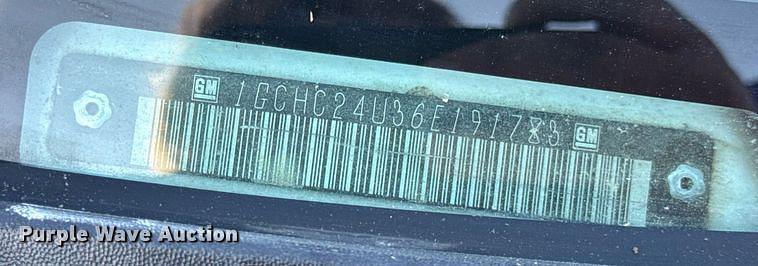 GM 1GCHC24U36E191783 GM
Purple Wave Auction